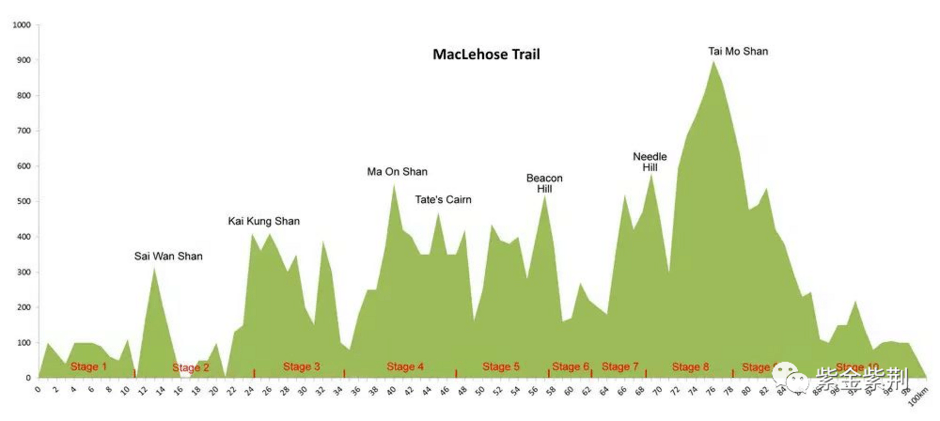 MacLehose Trail
1000
900
800
700
600
500
400
300
200
100
0
Sai Wan Shan
Kai Kung Shan
Ma On Shan
Tate's Cairn
Beacon
Hill
Needle
Hill
Tai Mo Shan
Stage 1
Stage 2
Stage 3
Stage 4
Stage 5
Stage 6
Stage 7
Stage 8
Stage
Stage 10
0 2 4 6 8 10 12 14 16 18 20 22 24 26 28 30 32 34 36 38 40 42 44 46 48 50 52 54 56 58 60 62 64 66 68 70 72 74 76 78 80 82 84 98 100km
紫金紫荆